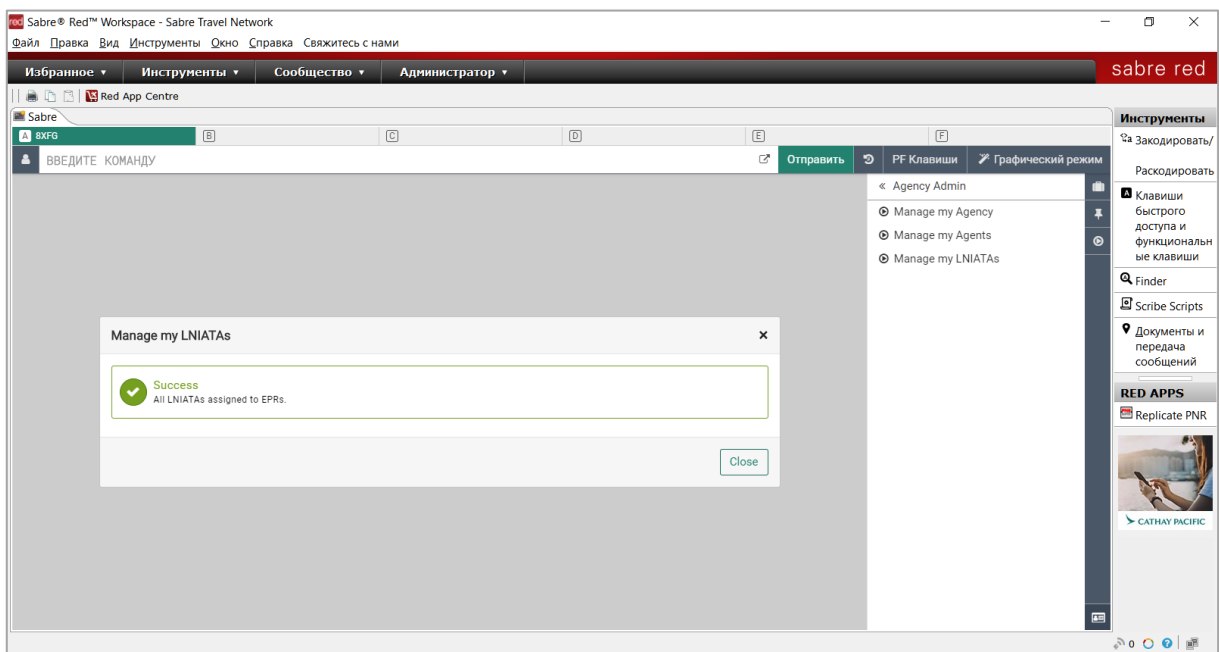 red Sabre® Red™ Workspace - Sabre Travel Network
Файл Правка Вид Инструменты Окно Справка Свяжитесь с нами
Избранное Инструменты Сообщество Администратор
sabre red
Red App Centre
Sabre
A 8XFG B C D E F
ВВЕДИТЕ КОМАНДУ
Отправить
PF Клавиши
Графический режим
« Agency Admin
Manage my Agency
Manage my Agents
Manage my LNIATAs
Manage my LNIATAs
Success
All LNIATAs assigned to EPRs.
Close
Инструменты
Закодировать/
Раскодировать
Клавиши
быстрого
доступа и
функциональн
ые клавиши
Finder
Scribe Scripts
Документы и
передача
сообщений
RED APPS
Replicate PNR
CATHAY PACIFIC
0